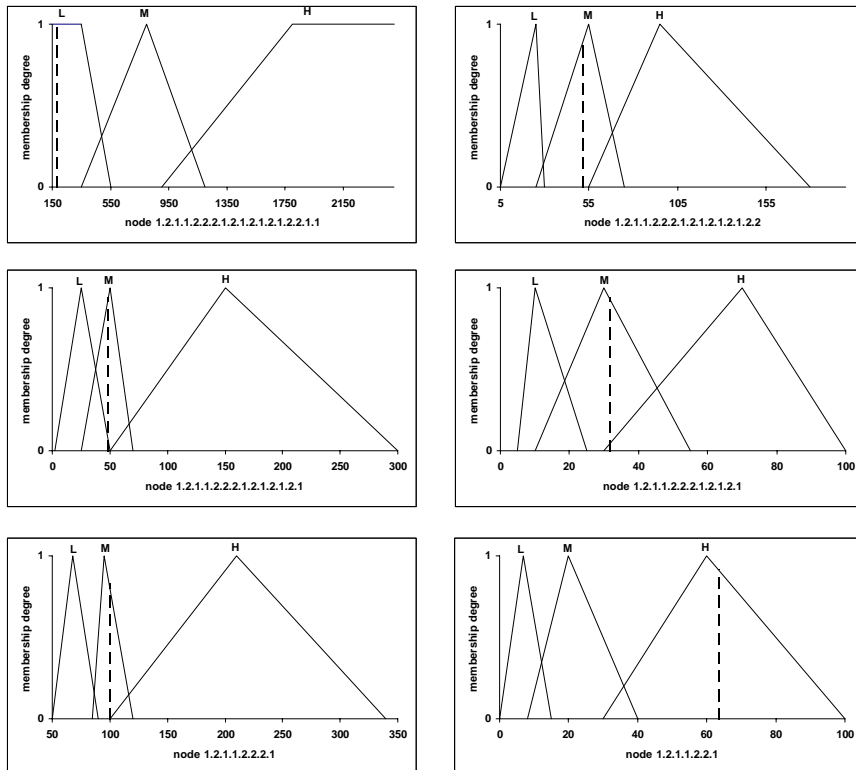 L M H
1
membership degree
0
150 550 950 1350 1750 2150
node 1.2.1.1.2.2.2.1.2.1.2.1.2.1.2.2.1.1
L M H
1
membership degree
0
5 55 105 155
node 1.2.1.1.2.2.2.1.2.1.2.1.2.1.2.2
L M H
1
membership degree
0
0 50 100 150 200 250 300
node 1.2.1.1.2.2.2.1.2.1.2.1.2.1
L M H
1
membership degree
0
0 20 40 60 80 100
node 1.2.1.1.2.2.2.1.2.1.2.1
L M H
1
membership degree
0
50 100 150 200 250 300 350
node 1.2.1.1.2.2.2.1
L M H
1
membership degree
0
0 20 40 60 80 100
node 1.2.1.1.2.2.1